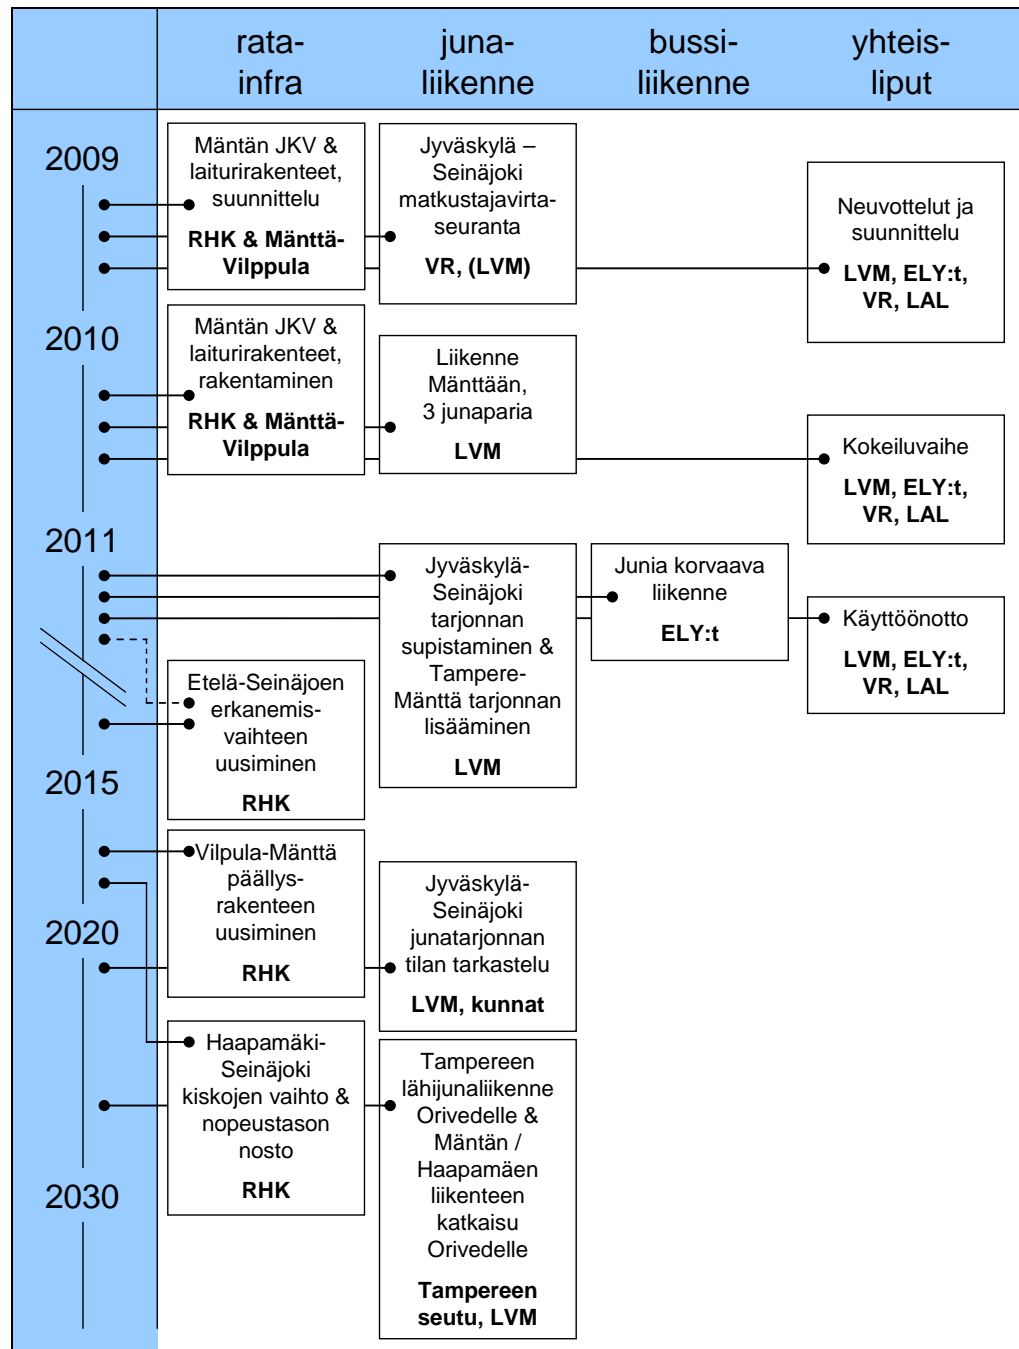 rata-
infra
juna-
liikenne
bussi-
liikenne
yhteis-
liput
2009
Mäntän JKV &
laiturirakenteet,
suunnittelu
RHK & Mänttä-
Vilppula
Jyväskylä –
Seinäjoki
matkustajavirta-
seuranta
VR, (LVM)
Neuvottelut ja
suunnittelu
LVM, ELY:t,
VR, LAL
2010
Mäntän JKV &
laiturirakenteet,
rakentaminen
RHK & Mänttä-
Vilppula
Liikenne
Mänttään,
3 junaparia
LVM
Kokeiluvaihe
LVM, ELY:t,
VR, LAL
2011
Jyväskylä-
Seinäjoki
tarjonnan
supistaminen &
Tampere-
Mänttä tarjonnan
lisääminen
LVM
Junia korvaava
liikenne
ELY:t
Käyttöönotto
LVM, ELY:t,
VR, LAL
Etelä-Seinäjoen
erkanemis-
vaihteen
uusiminen
RHK
2015
Vilpula-Mänttä
päällys-
rakenteen
uusiminen
RHK
Jyväskylä-
Seinäjoki
junatarjonnan
tilan tarkastelu
LVM, kunnat
2020
Haapamäki-
Seinäjoki
kiskojen vaihto &
nopeustason
nosto
RHK
Tampereen
lähijunaliikenne
Orivedelle &
Mäntän /
Haapamäen
liikenteen
katkaisu
Orivedelle
Tampereen
seutu, LVM
2030